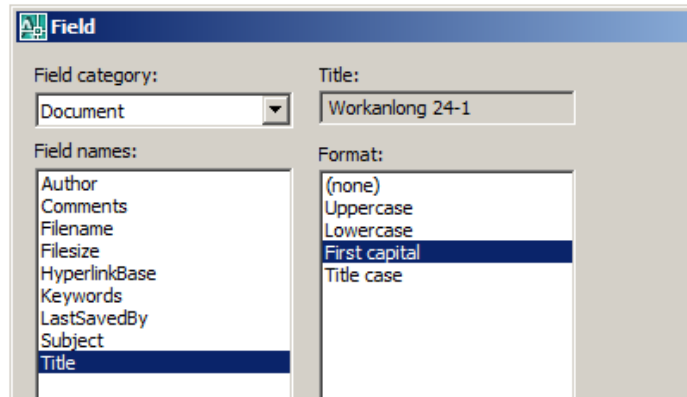 Field
Field category:
Document
Field names:
Author
Comments
Filename
Filesize
HyperlinkBase
Keywords
LastSavedBy
Subject
Title
Title:
Workanlong 24-1
Format:
(none)
Uppercase
Lowercase
First capital
Title case